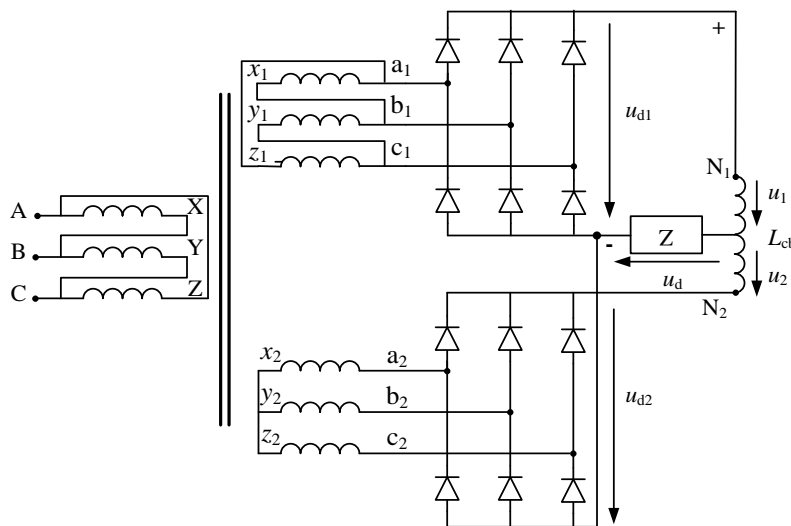 x1 a1
y1 b1
z1 c1
A X
B Y
C Z
+
ud1
N1
u1
-
Z
Lcb
ud
u2
N2
x2 a2
y2 b2
z2 c2
ud2